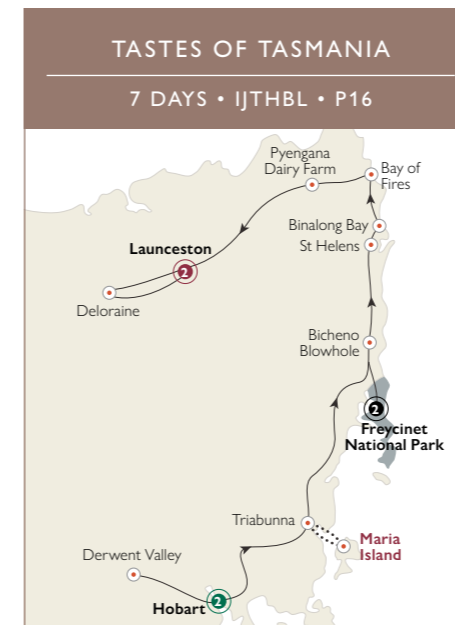 TASTES OF TASMANIA
7 DAYS • IJTHBL • P16
Pyengana
Dairy Farm
Bay of
Fires
Binalong Bay
St Helens
Launceston
2
Deloraine
Bicheno
Blowhole
2
Freycinet
National Park
Triabunna
Maria
Island
Derwent Valley
Hobart
2